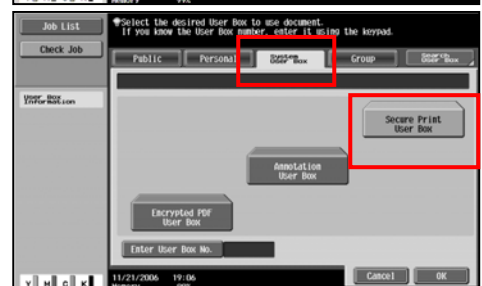 Memory 99%
Job List
Check Job
Select the desired User Box to use document.
If you know the User Box number, enter it using the keypad.
Public
Personal
System
User Box
Group
Search
User Box
User Box
Information
Secure Print
User Box
Annotation
User Box
Encrypted PDF
User Box
Enter User Box No.
Y M C K
11/21/2006 19:06
Memory
Cancel
OK